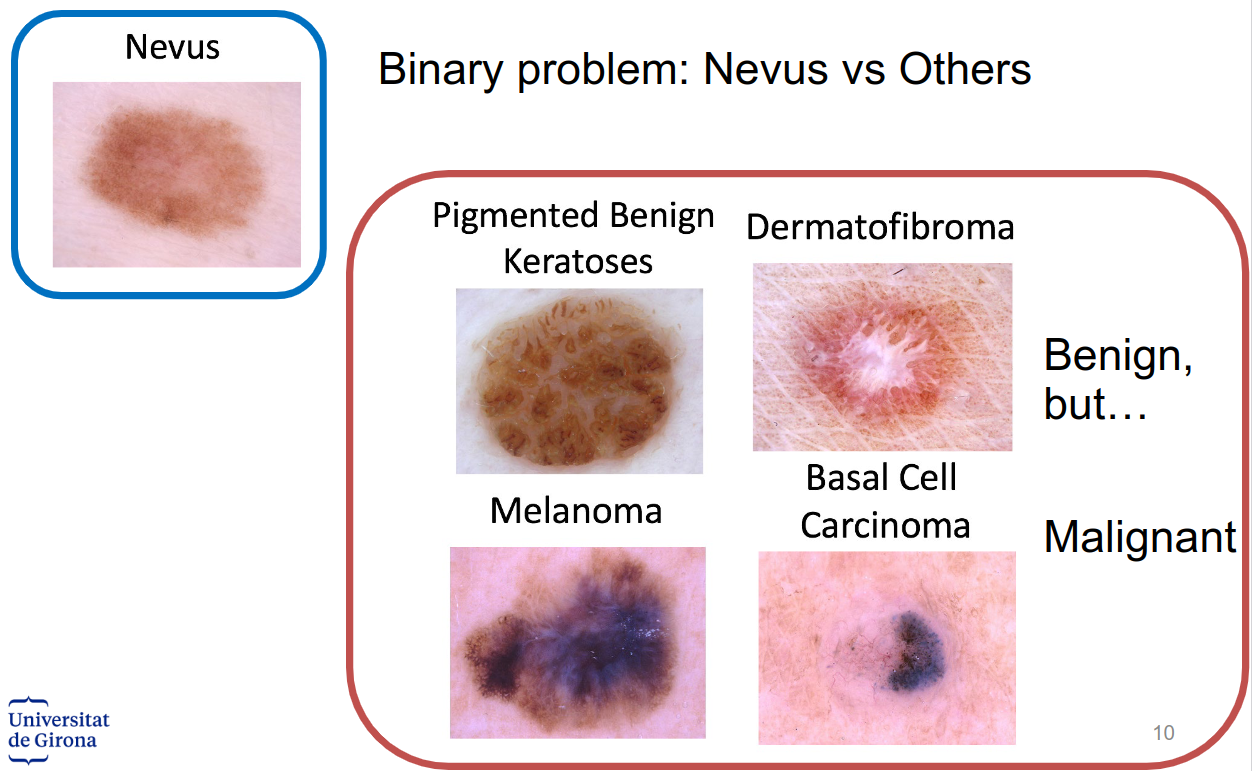 Nevus
Binary problem: Nevus vs Others
Pigmented Benign
Keratoses
Dermatofibroma
Benign,
but…
Melanoma
Basal Cell
Carcinoma
Malignant
Universitat
de Girona
10